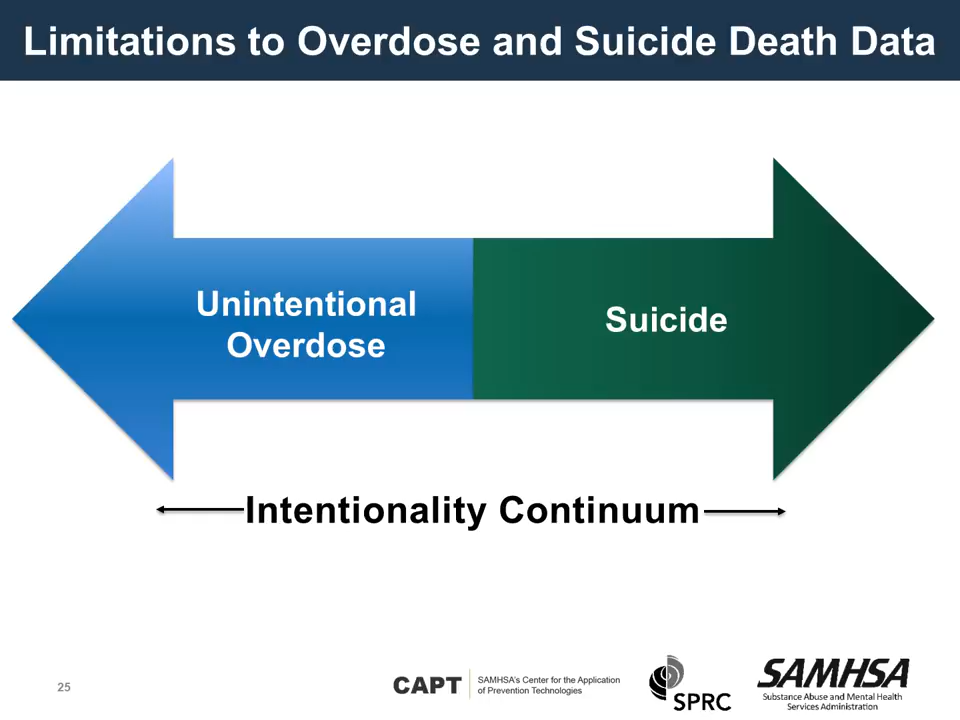 Limitations to Overdose and Suicide Death Data
Unintentional
Overdose
Suicide
Intentionality Continuum
25
CAPT
SAMHSA's Center for the Application
of Prevention Technologies
SPRC
SAMHSA
Substance Abuse and Mental Health
Services Administration